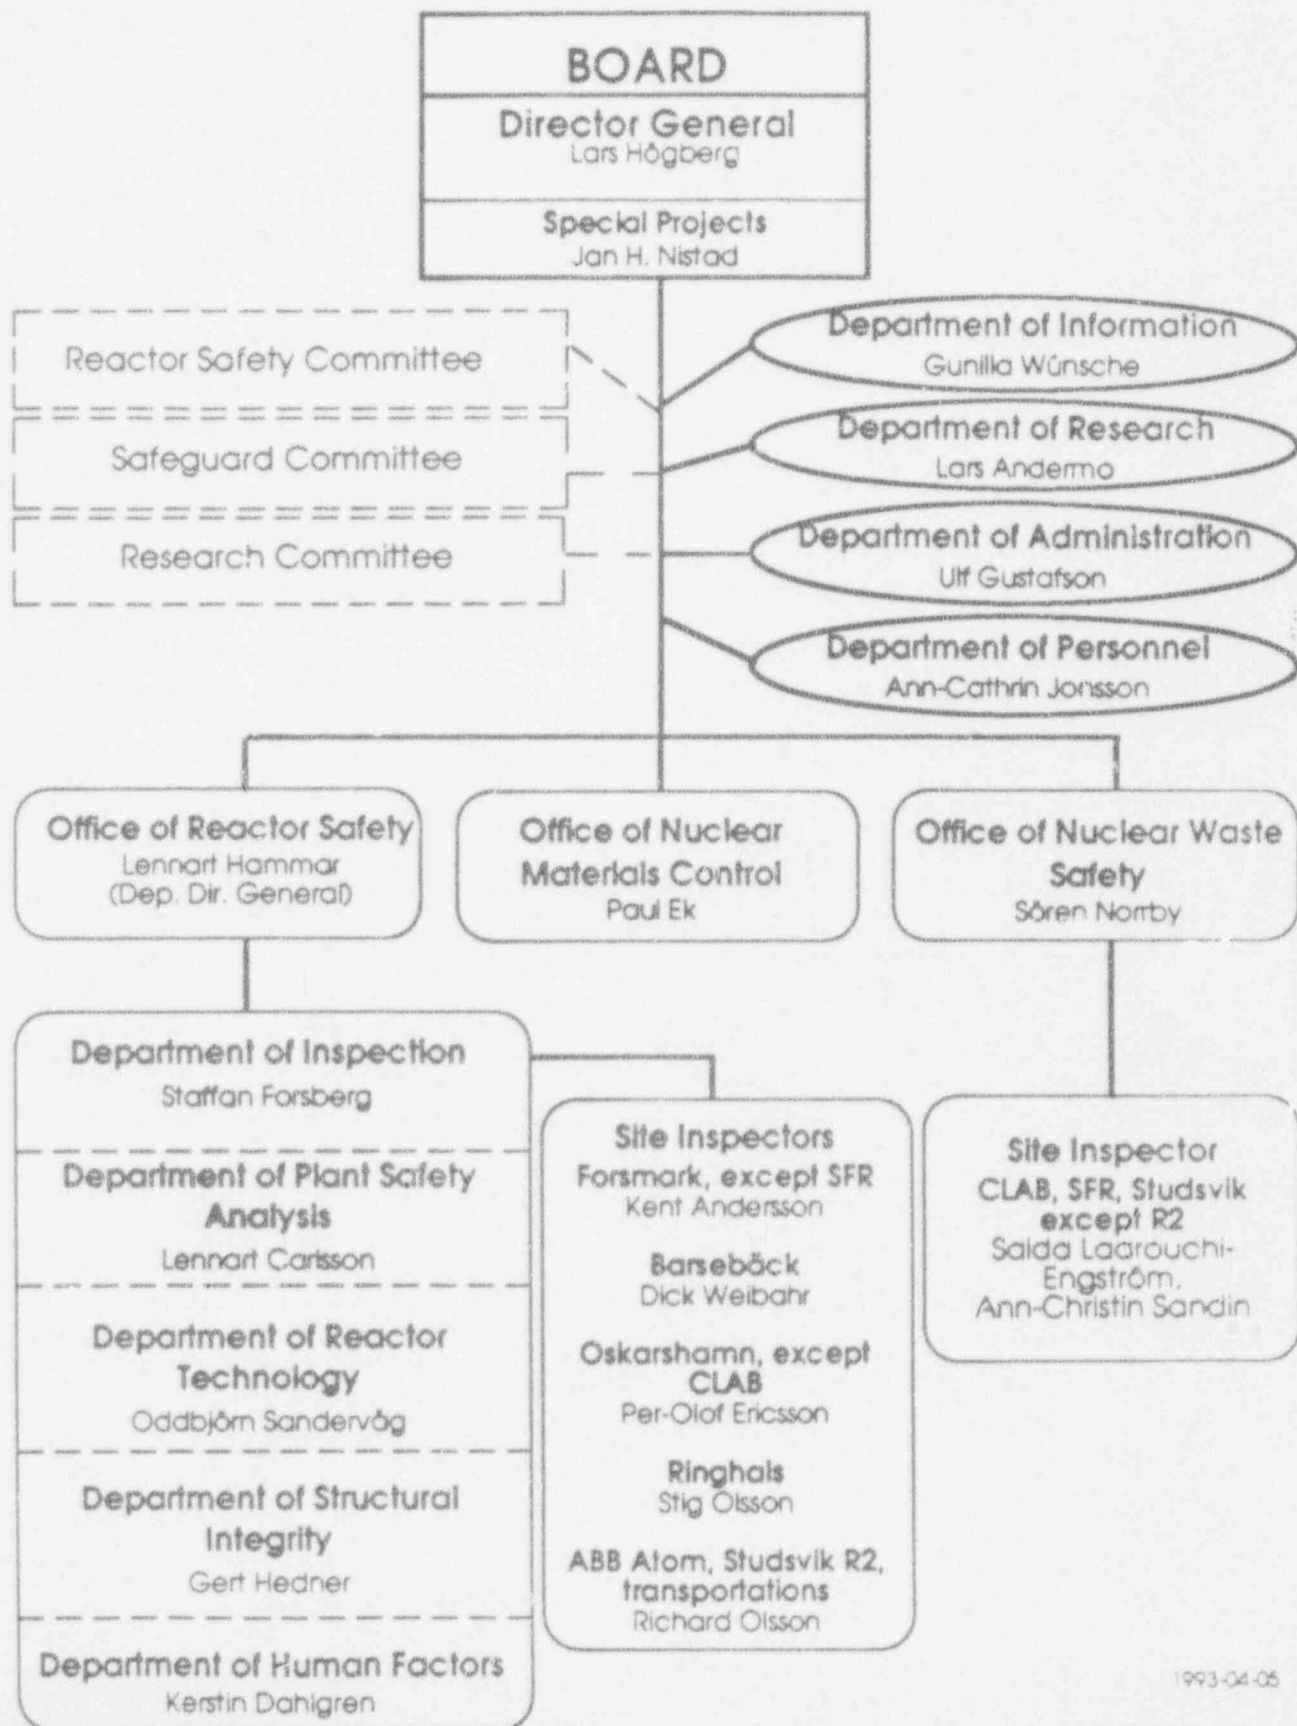 BOARD
Director General
Lars Högberg
Special Projects
Jan H. Nistad
Reactor Safety Committee
Safeguard Committee
Research Committee
Department of Information
Gunilla Wünsche
Department of Research
Lars Andermo
Department of Administration
Ulf Gustafson
Department of Personnel
Ann-Cathrin Jonsson
Office of Reactor Safety
Lennart Hammar
(Dep. Dir. General)
Office of Nuclear
Materials Control
Paul Ek
Office of Nuclear Waste
Safety
Sören Norrby
Department of Inspection
Staffan Forsberg
Department of Plant Safety
Analysis
Lennart Carlsson
Department of Reactor
Technology
Oddbjörn Sandervåg
Department of Structural
Integrity
Gert Hedner
Department of Human Factors
Kerstin Dahlgren
Site Inspectors
Forsmark, except SFR
Kent Andersson
Barsebäck
Dick Weibahr
Oskarshamn, except
CLAB
Per-Olof Ericsson
Ringhals
Stig Olsson
ABB Atom, Studsvik R2,
transportations
Richard Olsson
Site Inspector
CLAB, SFR, Studsvik
except R2
Saida Laarouchi-
Engström,
Ann-Christin Sandin
1993-04-05